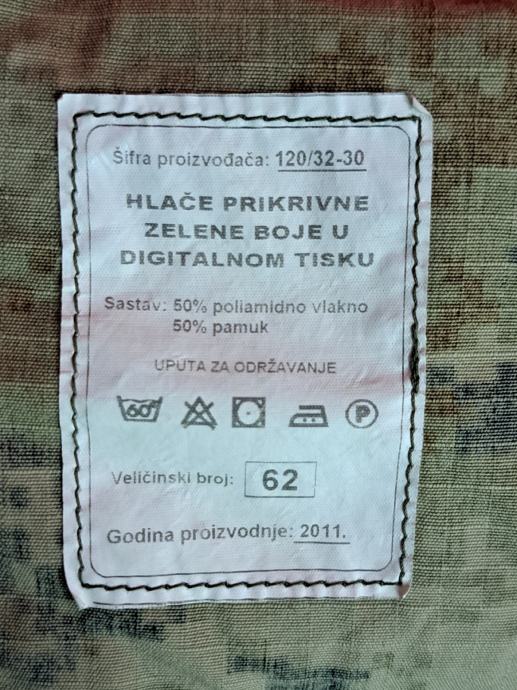 Šifra proizvođača: 120/32-30
HLAČE PRIKRIVNE
ZELENE BOJE U
DIGITALNOM TISKU
Sastav: 50% poliamidno vlakno
50% pamuk
UPUTA ZA ODRŽAVANJE
60° P
Veličinski broj: 62
Godina proizvodnje: 2011.